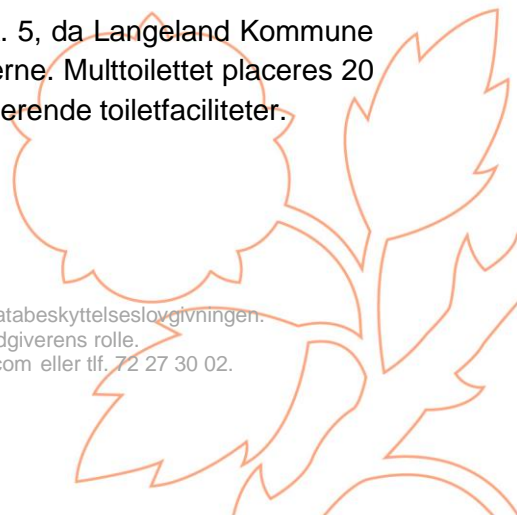 . 5, da Langeland Kommune
erne. Multtoilettet placeres 20
erende toiletfaciliteter.
atabeskyttelseslovgivningen.
dgiverens rolle.
com eller tlf. 72 27 30 02.